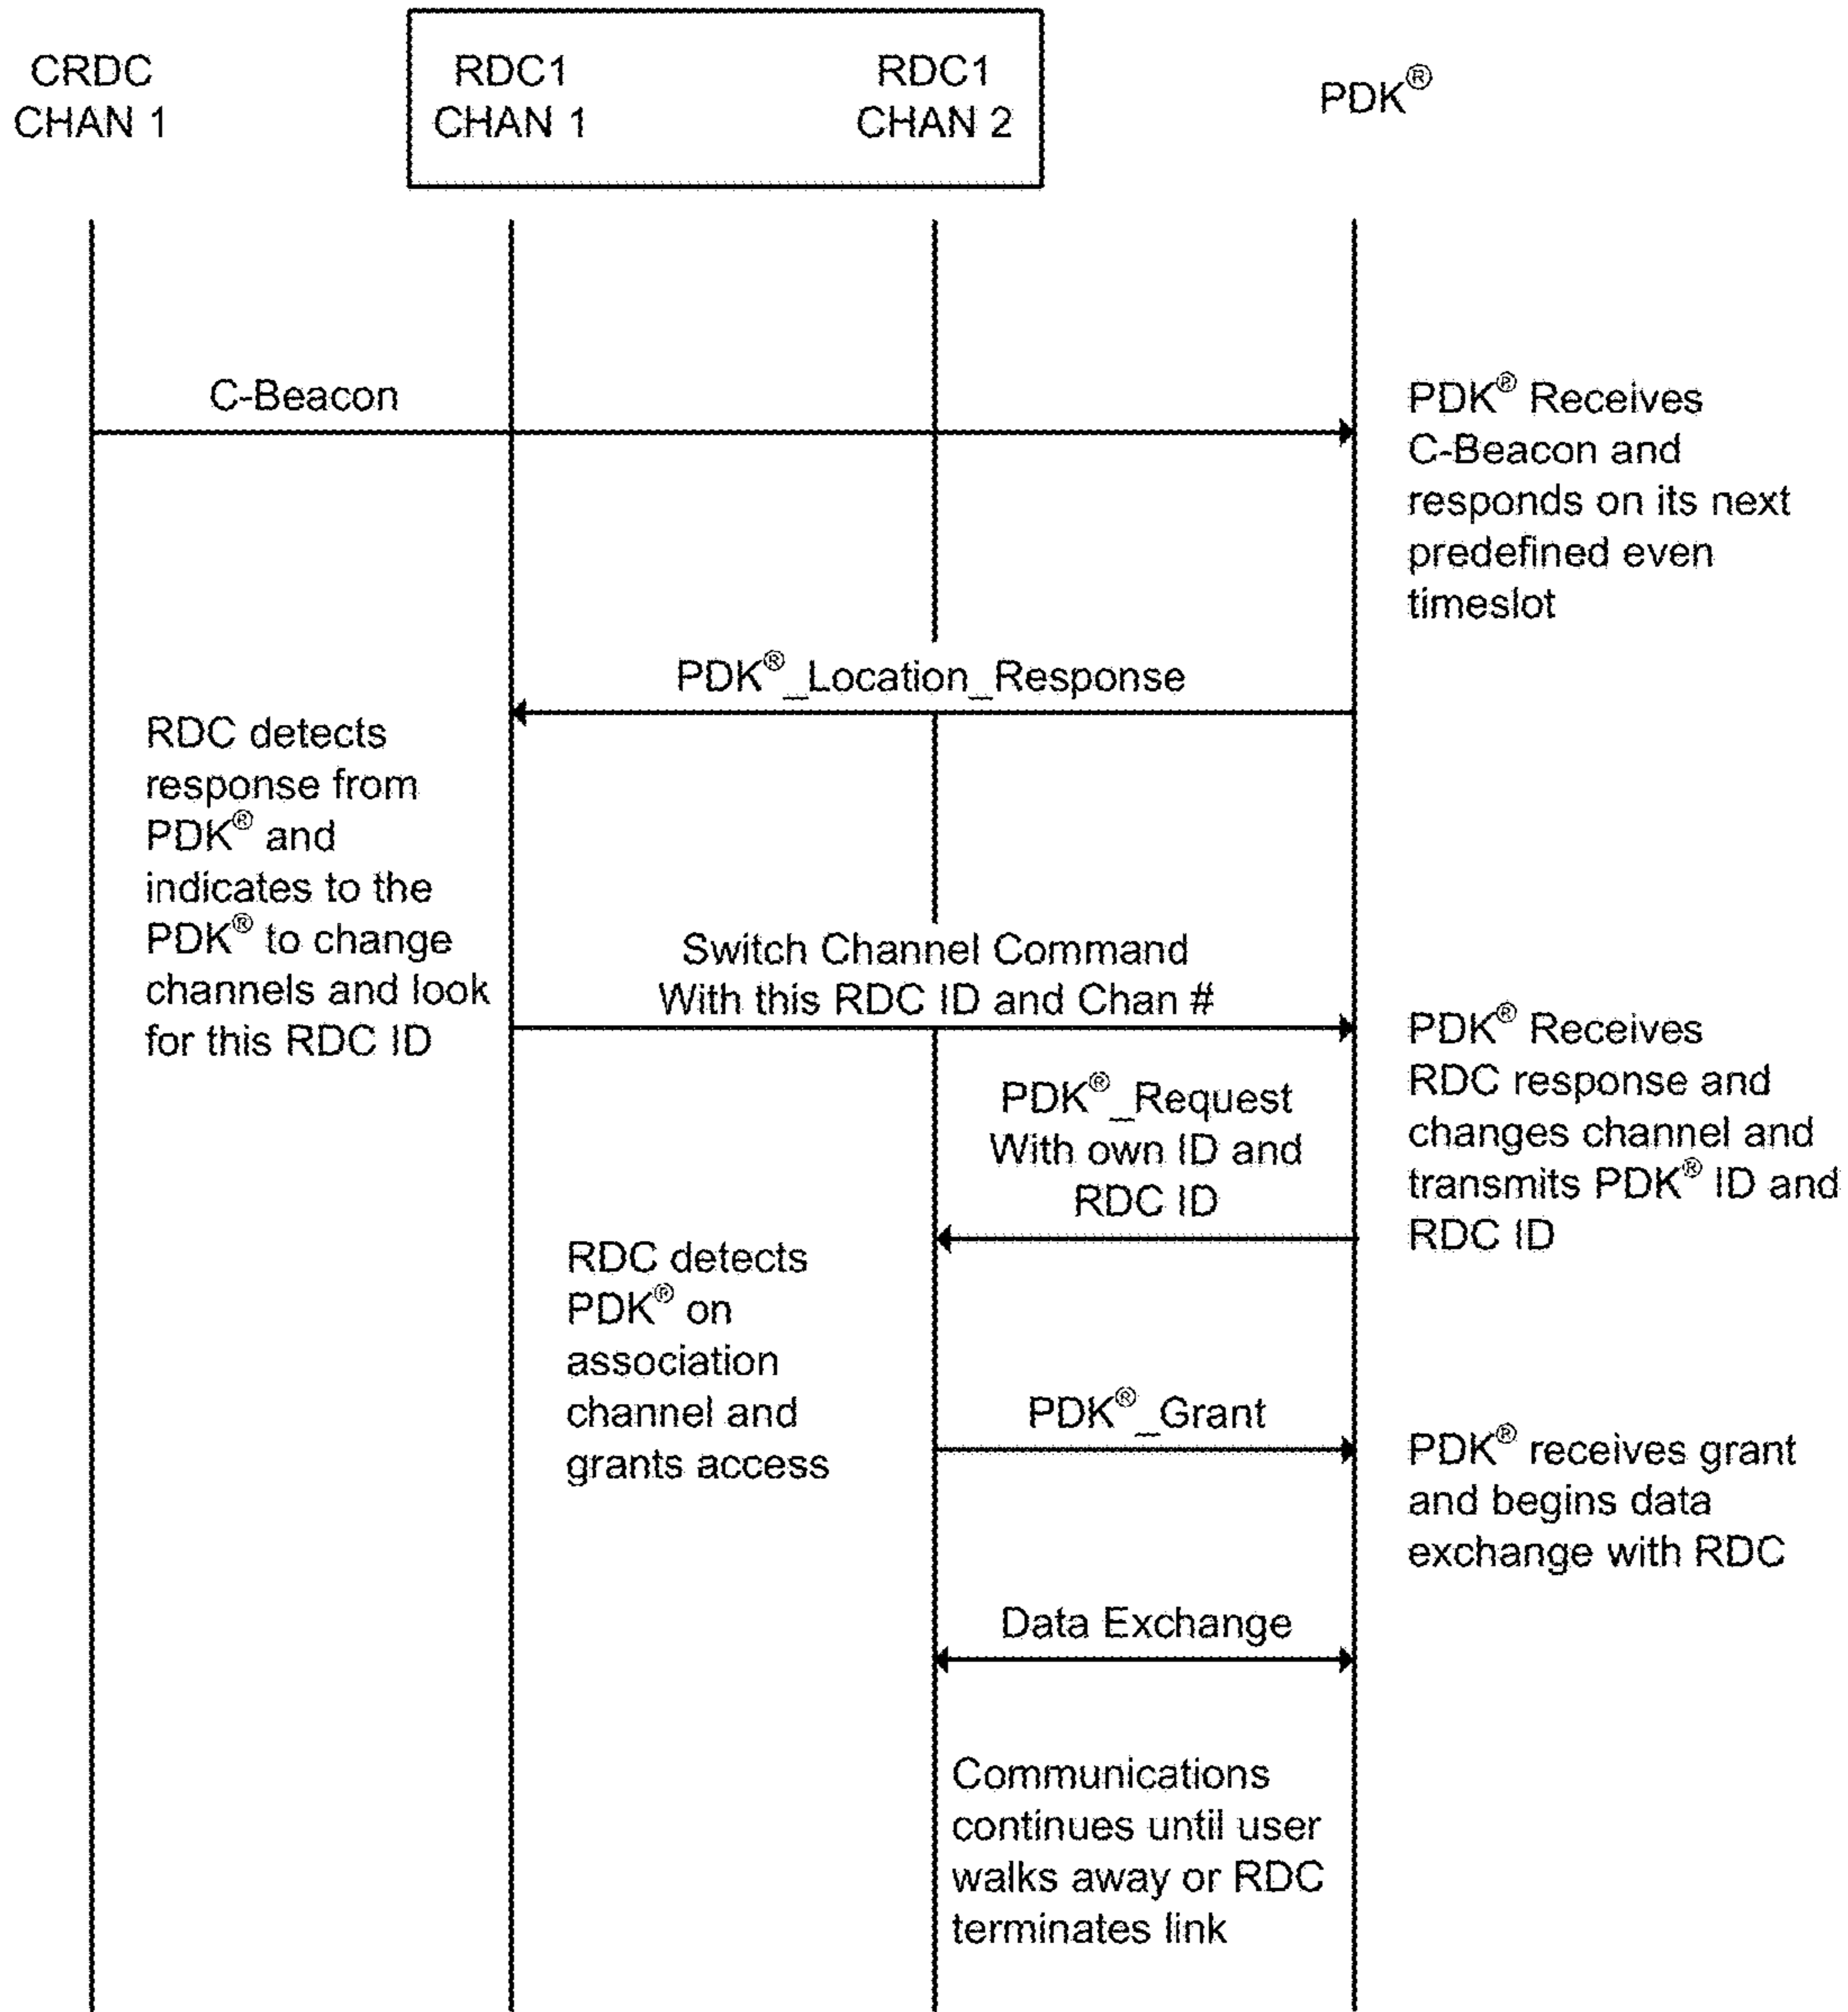 CRDC
CHAN 1
RDC1
CHAN 1
RDC1
CHAN 2
PDK®
C-Beacon
PDK® Receives
C-Beacon and
responds on its next
predefined even
timeslot
PDK®_Location_Response
RDC detects
response from
PDK® and
indicates to the
PDK® to change
channels and look
for this RDC ID
Switch Channel Command
With this RDC ID and Chan #
PDK® Receives
RDC response and
changes channel and
transmits PDK® ID and
RDC ID
PDK®_Request
With own ID and
RDC ID
RDC detects
PDK® on
association
channel and
grants access
PDK®_Grant
PDK® receives grant
and begins data
exchange with RDC
Data Exchange
Communications
continues until user
walks away or RDC
terminates link